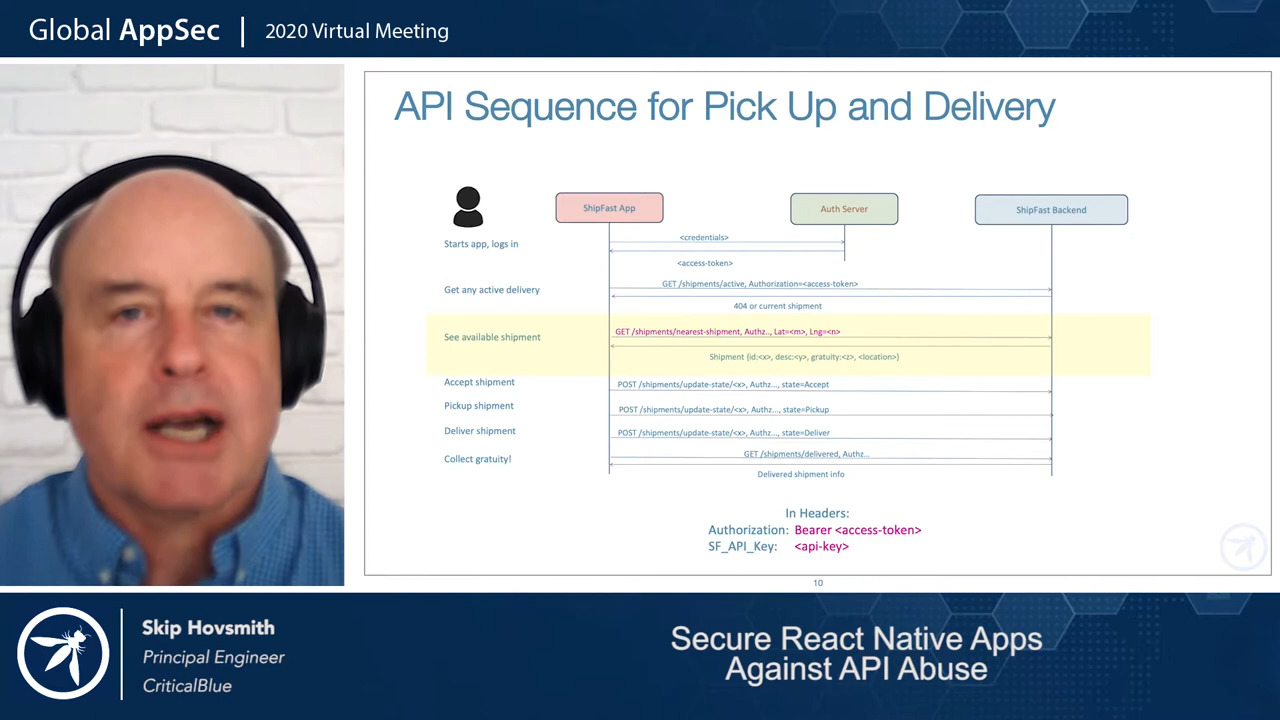 Global AppSec | 2020 Virtual Meeting
API Sequence for Pick Up and Delivery
ShipFast App
Auth Server
ShipFast Backend
Starts app, logs in
<credentials>
<access-token>
Get any active delivery
GET /shipments/active, Authorization=<access-token>
404 or current shipment
See available shipment
GET /shipments/nearest-shipment, Authz.., Lat=<m>, Lng=<n>
Shipment {id:<x>, desc:<y>, gratuity:<z>, <location>}
Accept shipment
POST /shipments/update-state/<x>, Authz..., state=Accept
Pickup shipment
POST /shipments/update-state/<x>, Authz..., state=Pickup
Deliver shipment
POST /shipments/update-state/<x>, Authz..., state=Deliver
Collect gratuity!
GET /shipments/delivered, Authz...
Delivered shipment info
In Headers:
Authorization: Bearer <access-token>
SF_API_Key: <api-key>
10
Skip Hovsmith
Principal Engineer
CriticalBlue
Secure React Native Apps
Against API Abuse